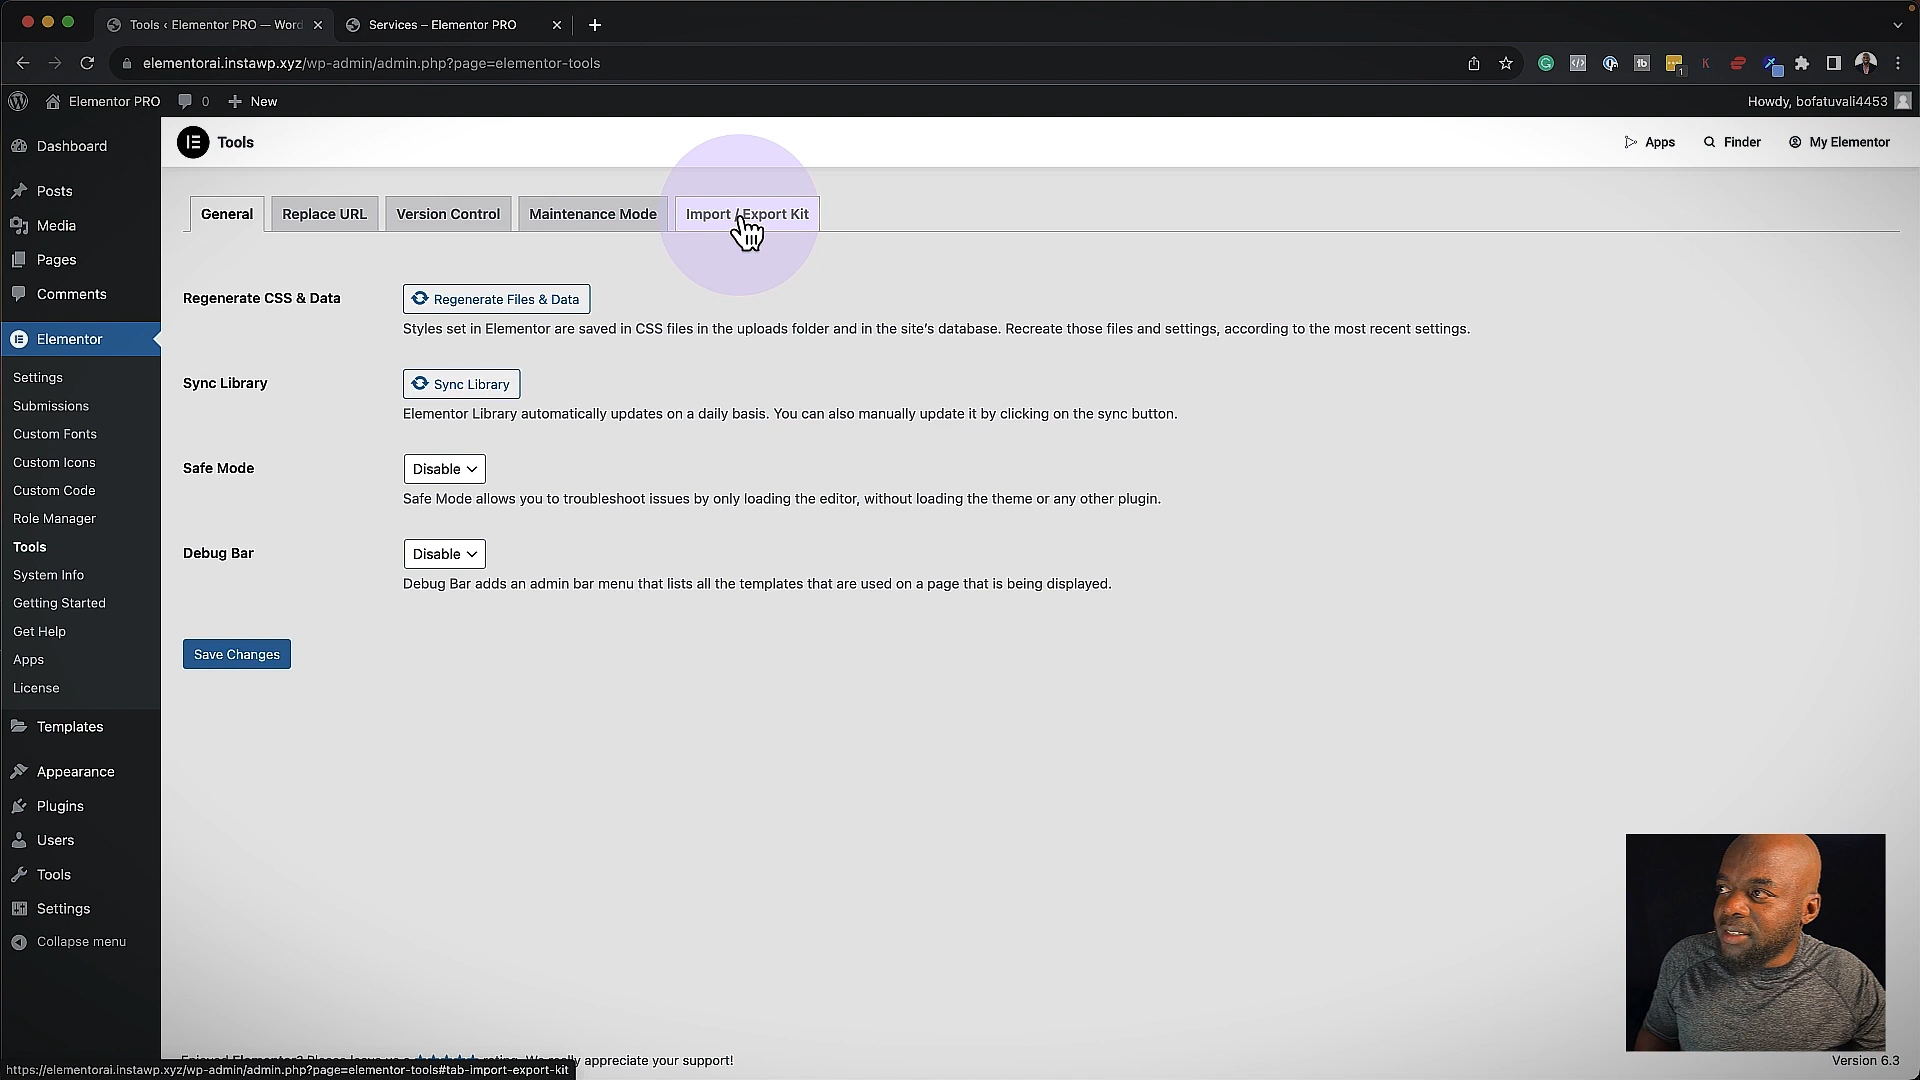 Tools ‹ Elementor PRO — Word
Services – Elementor PRO
elementorai.instawp.xyz/wp-admin/admin.php?page=elementor-tools
Elementor PRO
0
New
Howdy, bofatuvali4453
Dashboard
Posts
Media
Pages
Comments
Elementor
Settings
Submissions
Custom Fonts
Custom Icons
Custom Code
Role Manager
Tools
System Info
Getting Started
Get Help
Apps
License
Templates
Appearance
Plugins
Users
Tools
Settings
Collapse menu
Tools
Apps
Finder
My Elementor
General
Replace URL
Version Control
Maintenance Mode
Import / Export Kit
Regenerate CSS & Data
Regenerate Files & Data
Styles set in Elementor are saved in CSS files in the uploads folder and in the site's database. Recreate those files and settings, according to the most recent settings.
Sync Library
Sync Library
Elementor Library automatically updates on a daily basis. You can also manually update it by clicking on the sync button.
Safe Mode
Disable
Safe Mode allows you to troubleshoot issues by only loading the editor, without loading the theme or any other plugin.
Debug Bar
Disable
Debug Bar adds an admin bar menu that lists all the templates that are used on a page that is being displayed.
Save Changes
appreciate your support!
Version 6.3
https://elementorai.instawp.xyz/wp-admin/admin.php?page=elementor-tools#tab-import-export-kit